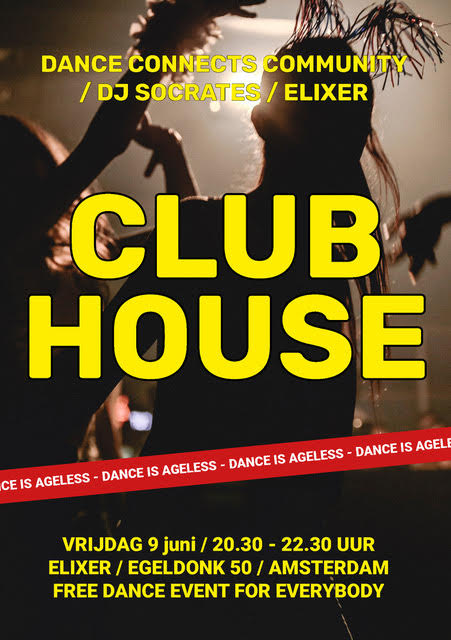 DANCE CONNECTS COMMUNITY
/ DJ SOCRATES / ELIXER
CLUB
HOUSE
CE IS AGELESS - DANCE IS AGELESS - DANCE IS AGELESS - DANCE IS AGELE
VRIJDAG 9 juni / 20.30 - 22.30 UUR
ELIXER / EGELDONK 50 / AMSTERDAM
FREE DANCE EVENT FOR EVERYBODY